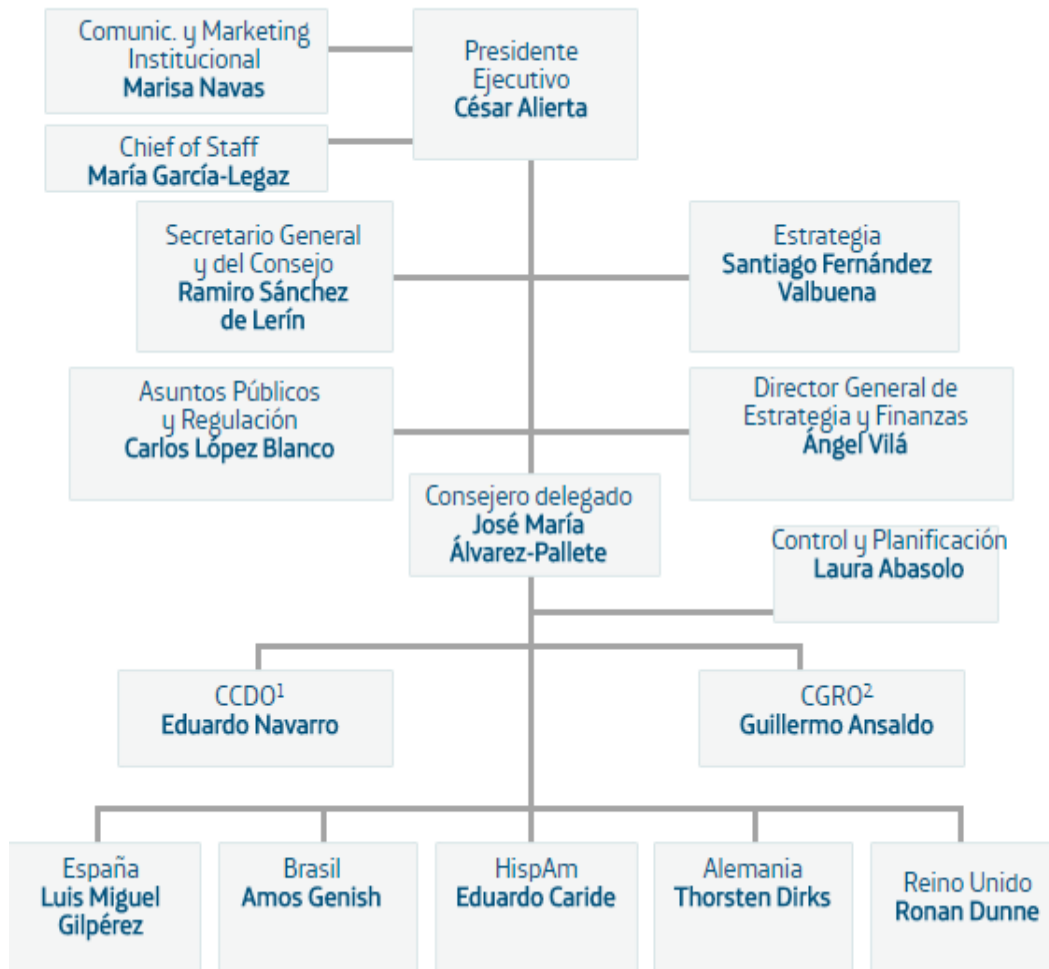 Comunic. y Marketing
Institucional
Marisa Navas
Presidente
Ejecutivo
César Alierta
Chief of Staff
María García-Legaz
Secretario General
y del Consejo
Ramiro Sánchez
de Lerín
Estrategia
Santiago Fernández
Valbuena
Asuntos Públicos
y Regulación
Carlos López Blanco
Director General de
Estrategia y Finanzas
Ángel Vilá
Consejero delegado
José María
Álvarez-Pallete
Control y Planificación
Laura Abasolo
CCDO¹
Eduardo Navarro
CGRO²
Guillermo Ansaldo
España
Luis Miguel
Gilpérez
Brasil
Amos Genish
HispAm
Eduardo Caride
Alemania
Thorsten Dirks
Reino Unido
Ronan Dunne